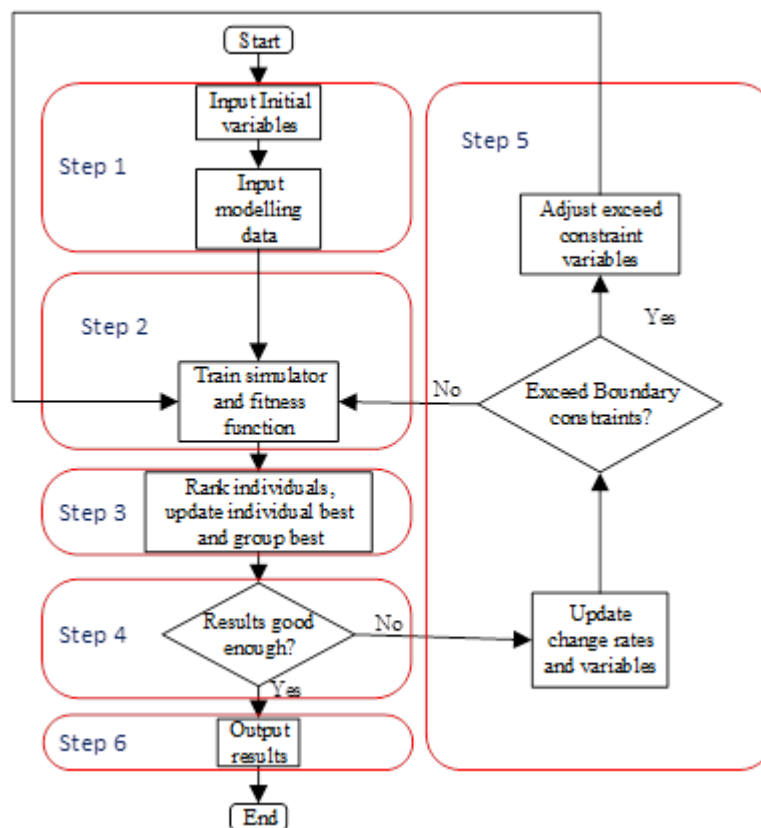 Start
Step 1
Input Initial
variables
Input
modelling
data
Step 2
Train simulator
and fitness
function
Step 3
Rank individuals,
update individual best
and group best
Step 4
Results good
enough?
No
Yes
Step 6
Output
results
End
Step 5
Adjust exceed
constraint
variables
Yes
Exceed Boundary
constraints?
No
Update
change rates
and variables